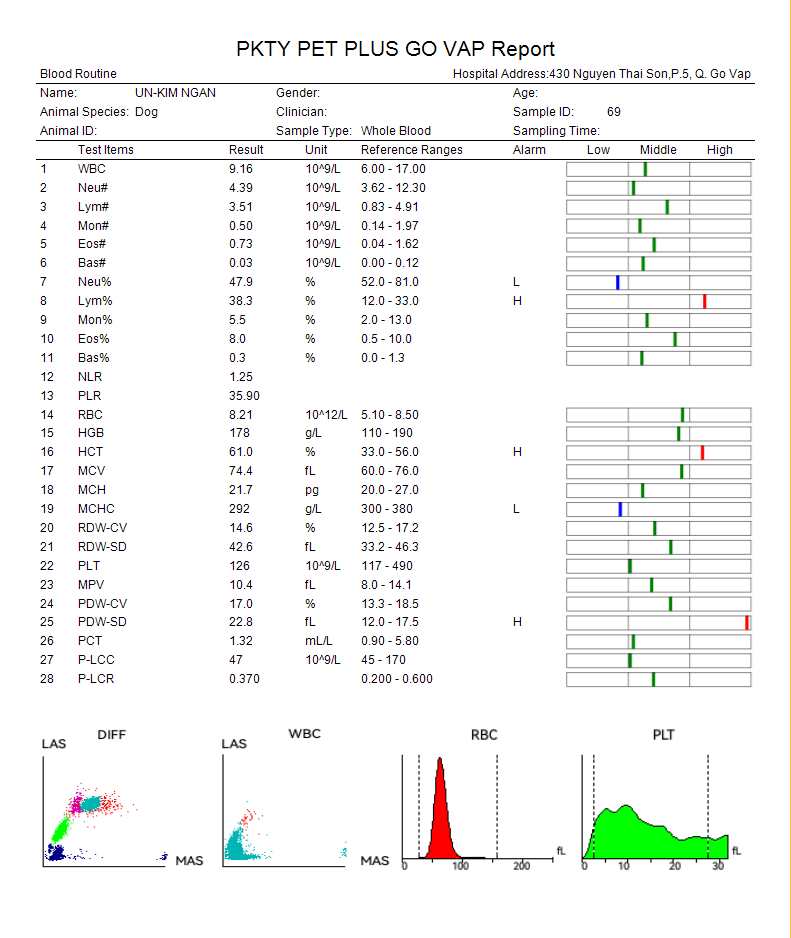 PKTY PET PLUS GO VAP Report
Blood Routine Hospital Address:430 Nguyen Thai Son,P.5, Q. Go Vap
Name: UN-KIM NGAN Gender: Age:
Animal Species: Dog Clinician: Sample ID: 69
Animal ID: Sample Type: Whole Blood Sampling Time:
Test Items Result Unit Reference Ranges Alarm Low Middle High
1 WBC 9.16 10^9/L 6.00 - 17.00
2 Neu# 4.39 10^9/L 3.62 - 12.30
3 Lym# 3.51 10^9/L 0.83 - 4.91
4 Mon# 0.50 10^9/L 0.14 - 1.97
5 Eos# 0.73 10^9/L 0.04 - 1.62
6 Bas# 0.03 10^9/L 0.00 - 0.12
7 Neu% 47.9 % 52.0 - 81.0 L
8 Lym% 38.3 % 12.0 - 33.0 H
9 Mon% 5.5 % 2.0 - 13.0
10 Eos% 8.0 % 0.5 - 10.0
11 Bas% 0.3 % 0.0 - 1.3
12 NLR 1.25
13 PLR 35.90
14 RBC 8.21 10^12/L 5.10 - 8.50
15 HGB 178 g/L 110 - 190
16 HCT 61.0 % 33.0 - 56.0 H
17 MCV 74.4 fL 60.0 - 76.0
18 MCH 21.7 pg 20.0 - 27.0
19 MCHC 292 g/L 300 - 380 L
20 RDW-CV 14.6 % 12.5 - 17.2
21 RDW-SD 42.6 fL 33.2 - 46.3
22 PLT 126 10^9/L 117 - 490
23 MPV 10.4 fL 8.0 - 14.1
24 PDW-CV 17.0 % 13.3 - 18.5
25 PDW-SD 22.8 fL 12.0 - 17.5 H
26 PCT 1.32 mL/L 0.90 - 5.80
27 P-LCC 47 10^9/L 45 - 170
28 P-LCR 0.370 0.200 - 0.600
DIFF WBC RBC PLT
LAS LAS
MAS MAS fL fL
0 100 200 0 10 20 30